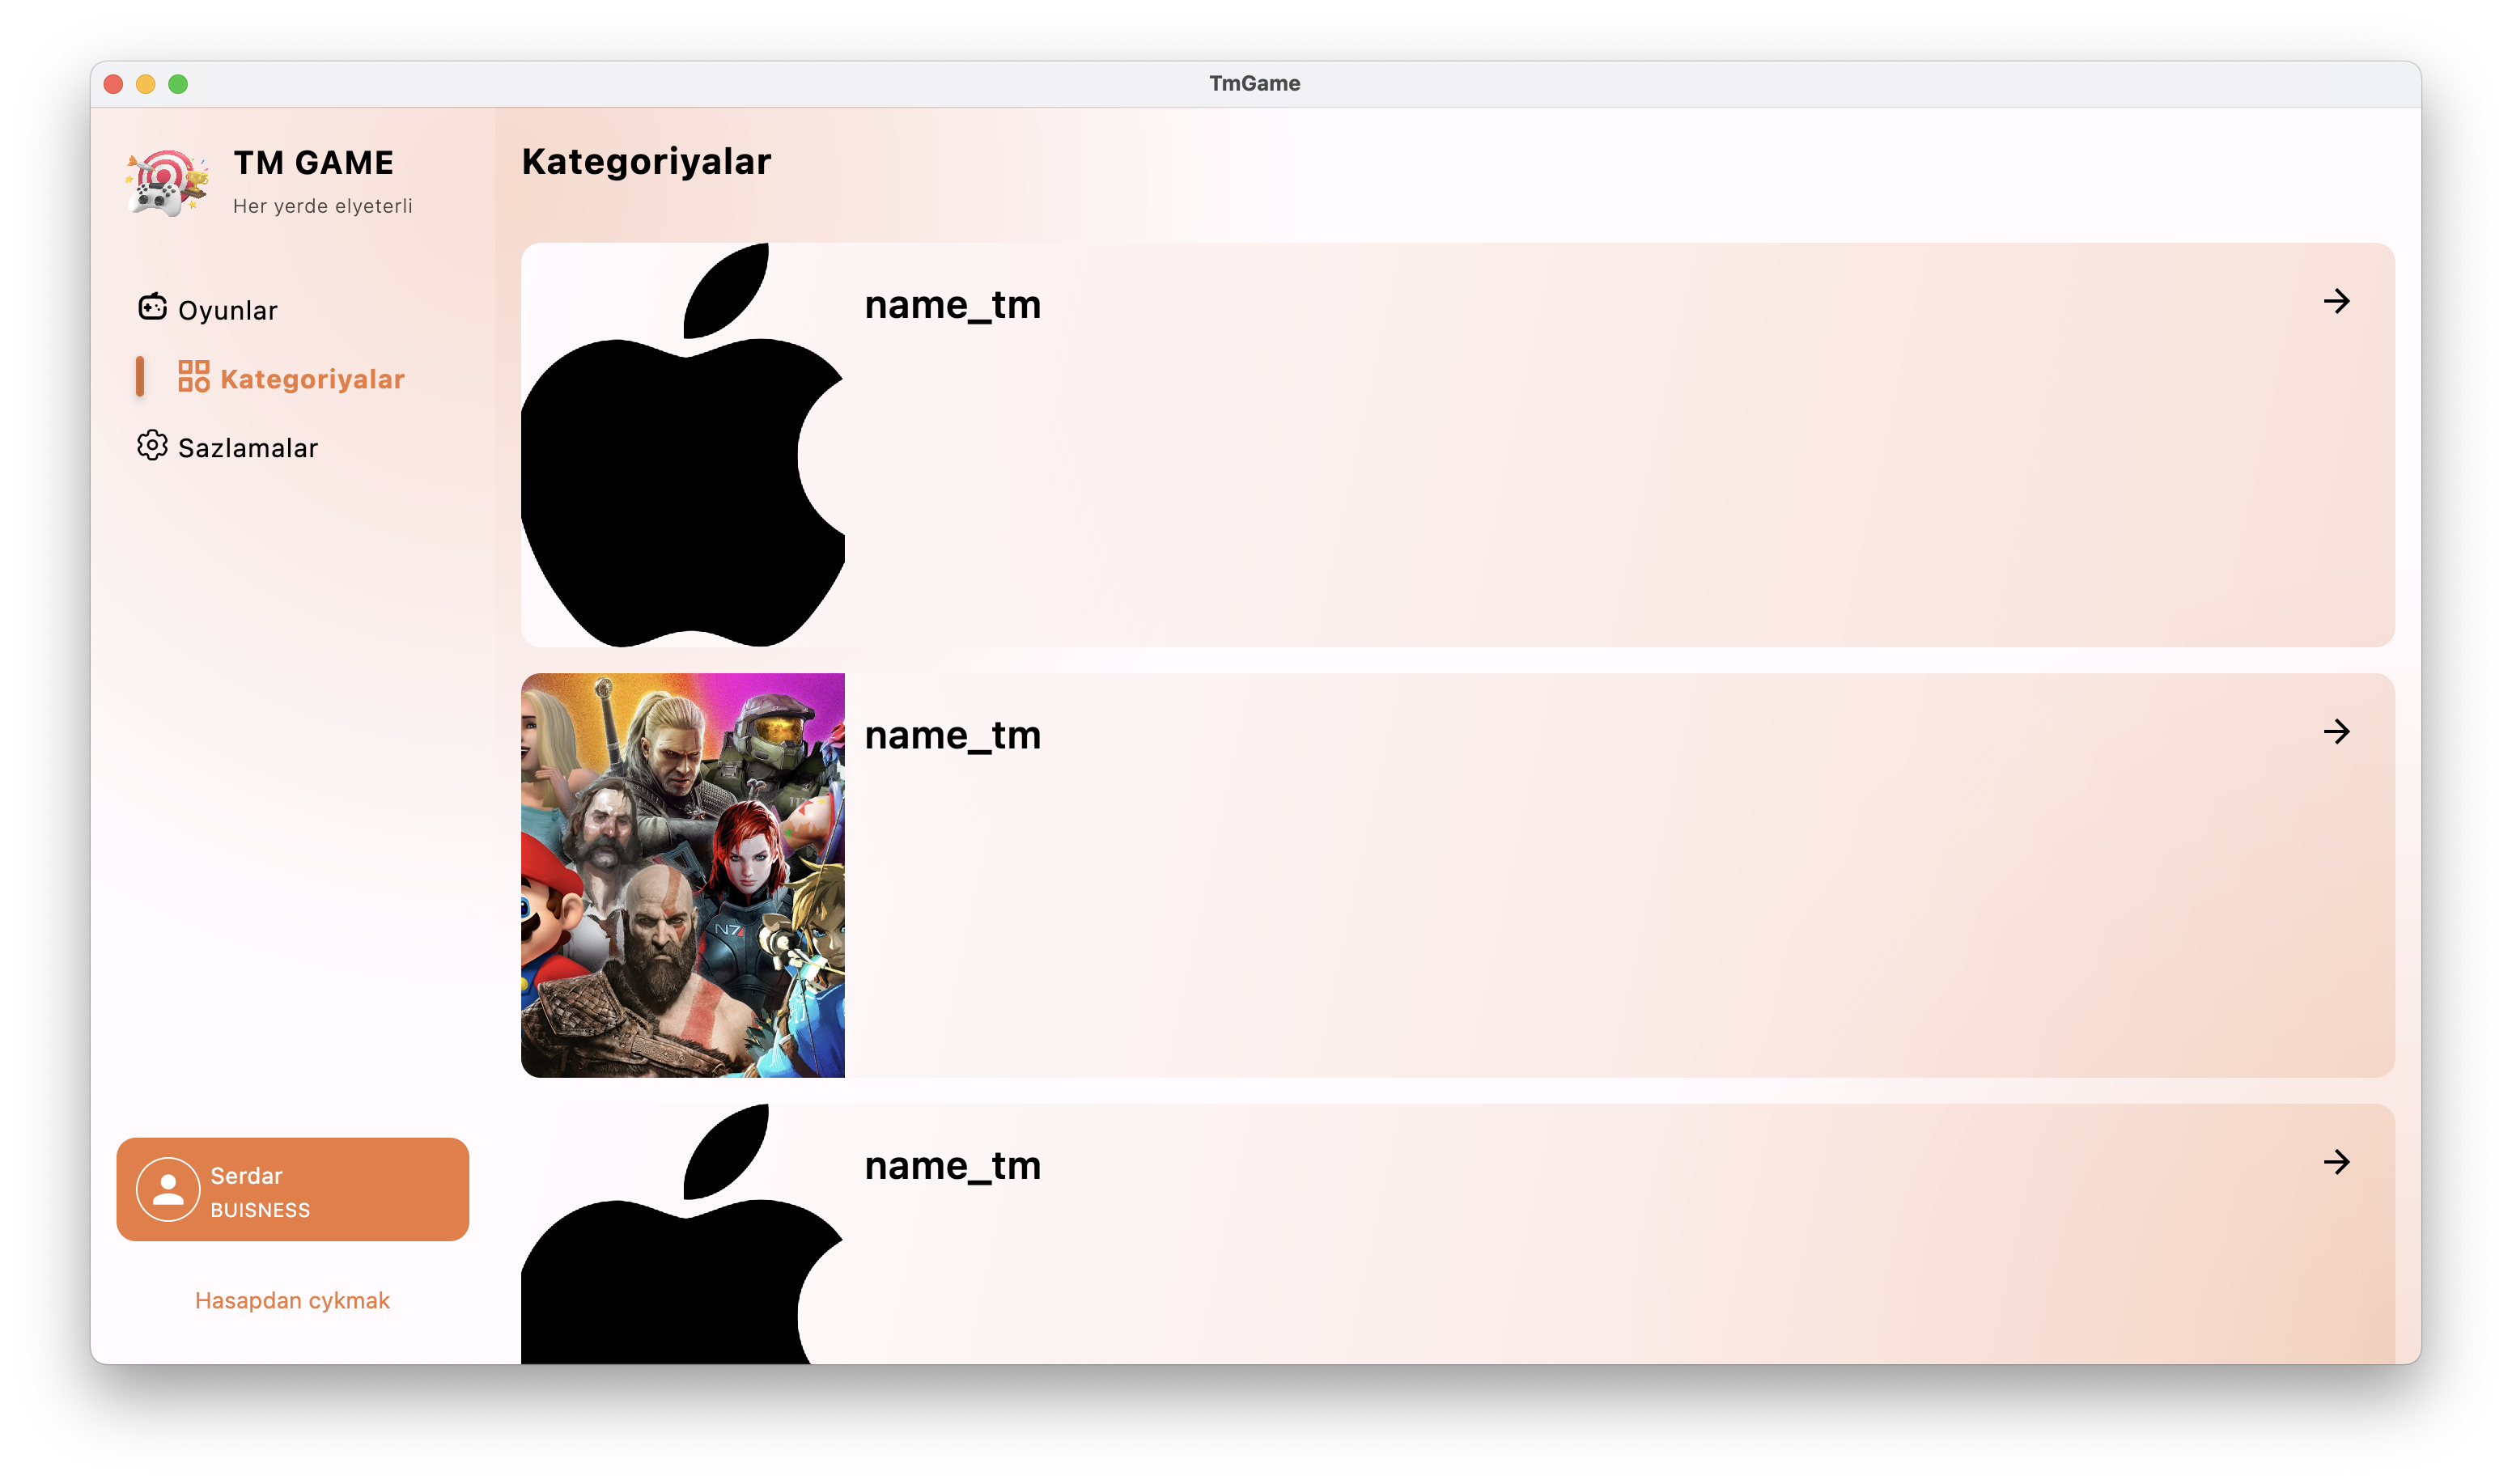 TmGame
TM GAME
Her yerde elyeterli
Oyunlar
Kategoriyalar
Sazlamalar
Serdar
BUISNESS
Hasapdan cykmak
Kategoriyalar
name_tm
name_tm
N7
name_tm